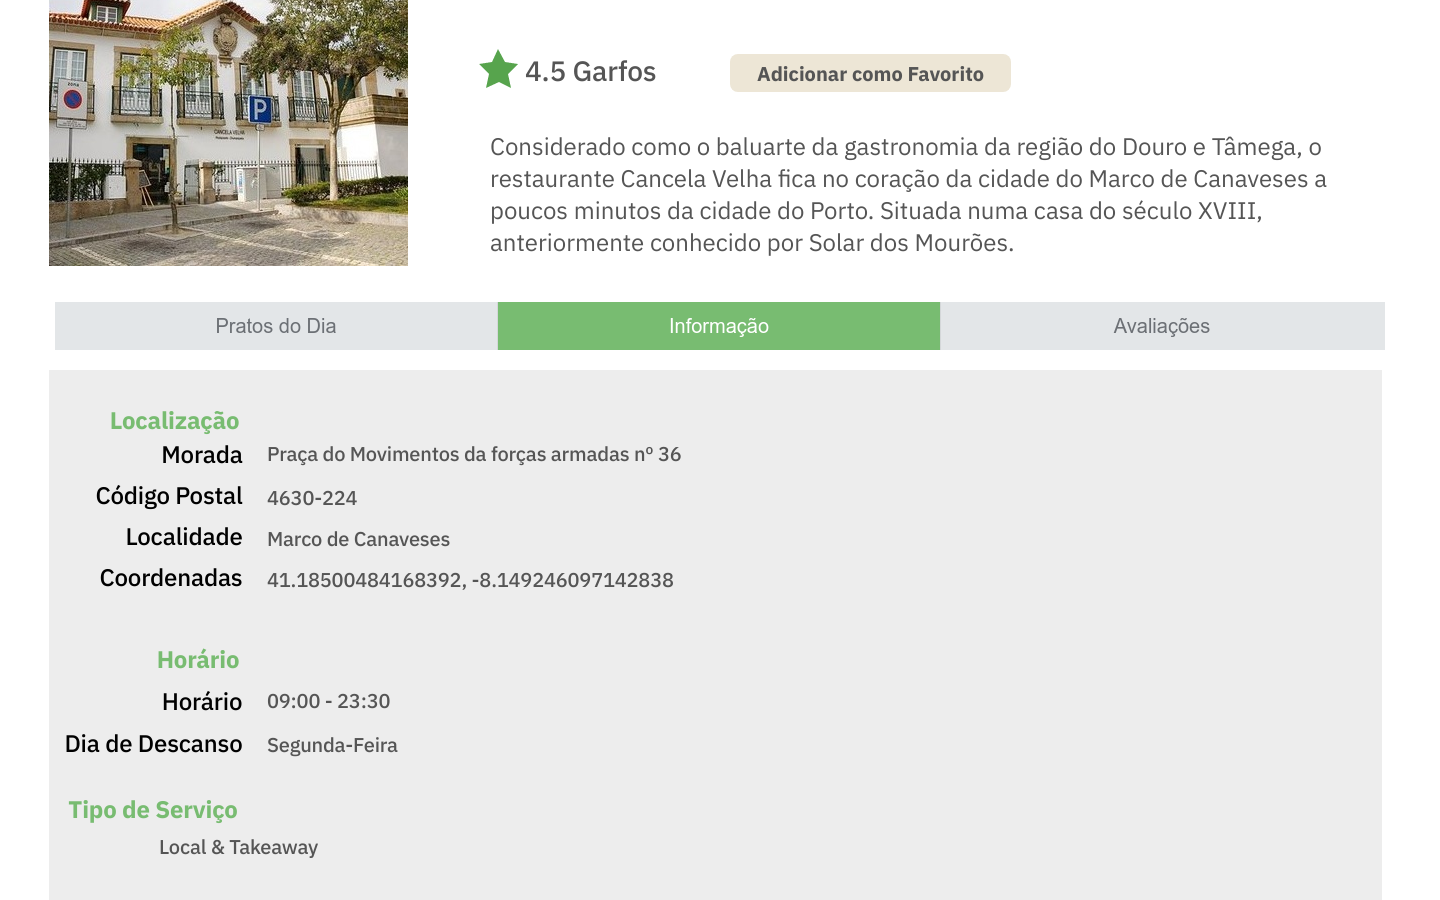 ZONA
P
CANCELA VELHA
4.5 Garfos
Adicionar como Favorito
Considerado como o baluarte da gastronomia da região do Douro e Tâmega, o
restaurante Cancela Velha fica no coração da cidade do Marco de Canaveses a
poucos minutos da cidade do Porto. Situada numa casa do século XVIII,
anteriormente conhecido por Solar dos Mourões.
Pratos do Dia
Informação
Avaliações
Localização
Morada Praça do Movimentos da forças armadas nº 36
Código Postal 4630-224
Localidade Marco de Canaveses
Coordenadas 41.18500484168392, -8.149246097142838
Horário
Horário 09:00 - 23:30
Dia de Descanso Segunda-Feira
Tipo de Serviço
Local & Takeaway